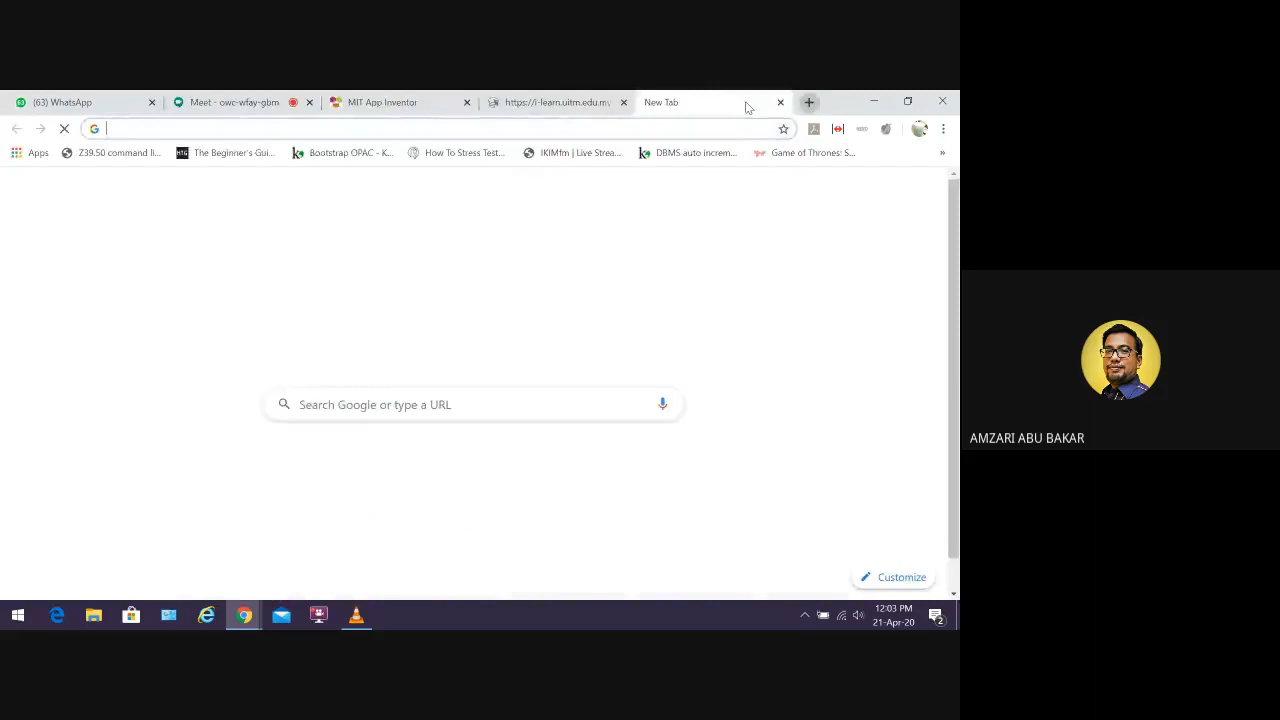 (63) WhatsApp
Meet - owc-wfay-gbm
MIT App Inventor
https://i-learn.uitm.edu.my
New Tab
Apps
Z39.50 command li...
The Beginner's Gui...
Bootstrap OPAC - K...
How To Stress Test...
IKIMfm | Live Strea...
DBMS auto increm...
Game of Thrones: S...
»
Search Google or type a URL
AMZARI ABU BAKAR
Customize
12:03 PM
21-Apr-20
2